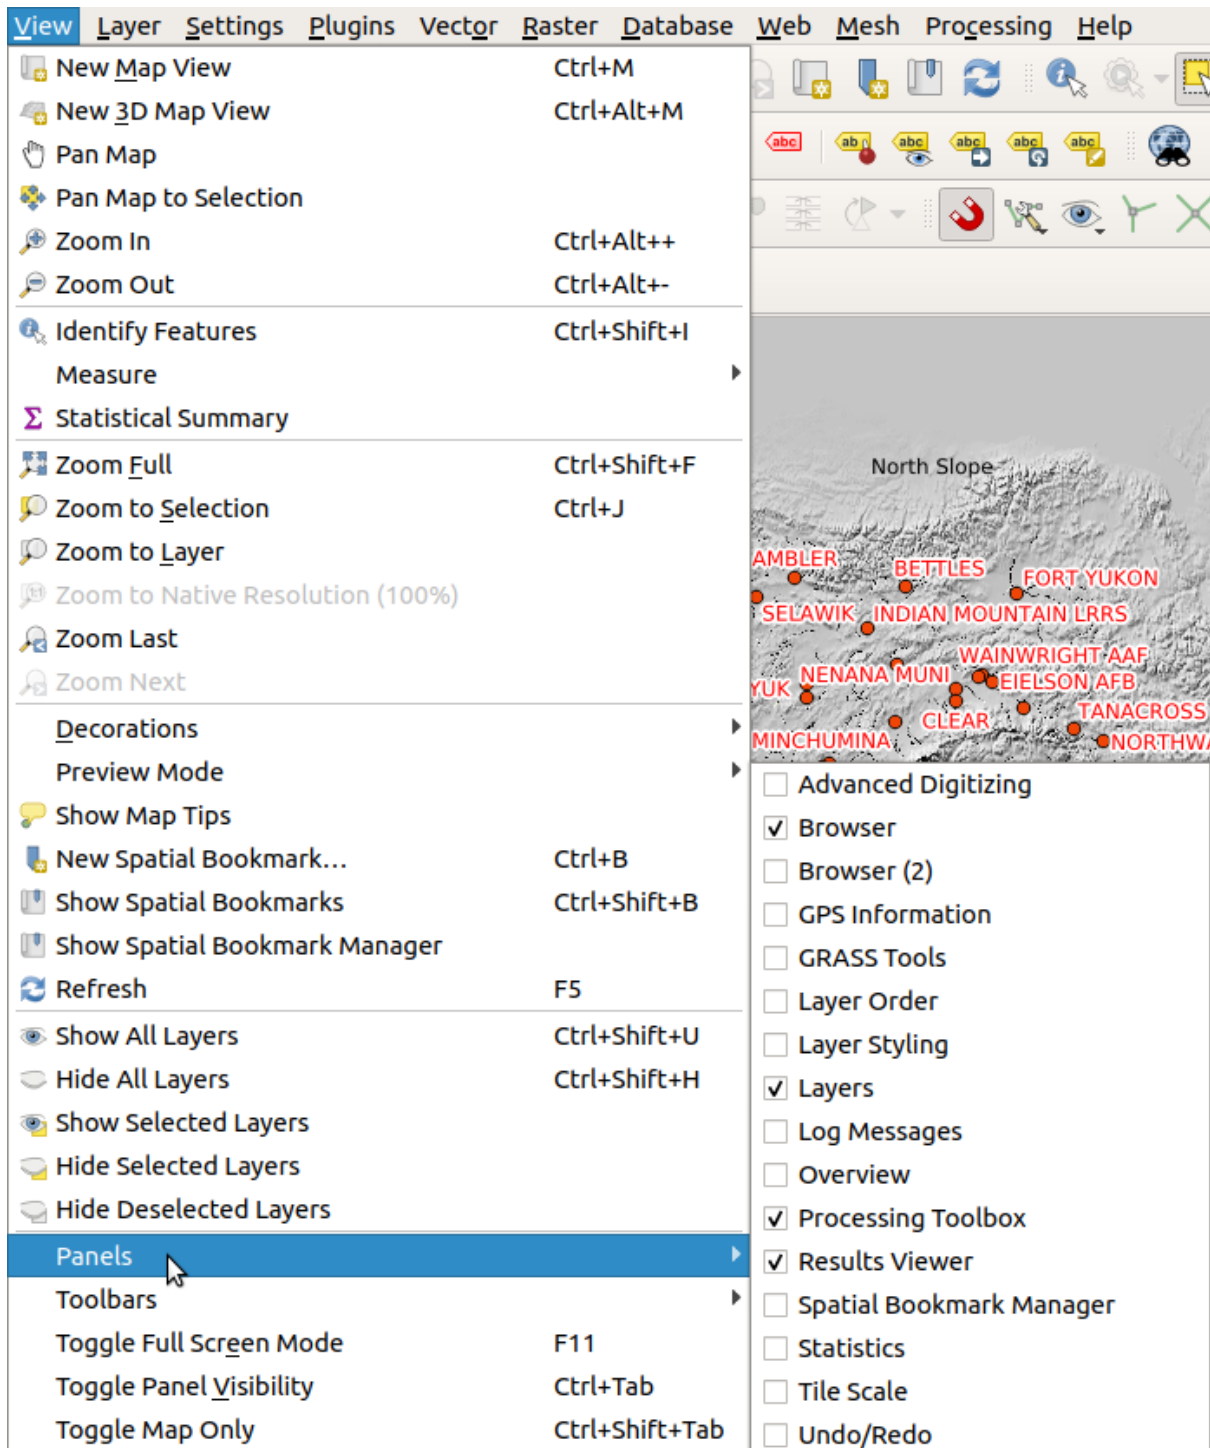 View Layer Settings Plugins Vector Raster Database Web Mesh Processing Help
New Map View Ctrl+M
New 3D Map View Ctrl+Alt+M
Pan Map
Pan Map to Selection
Zoom In Ctrl+Alt++
Zoom Out Ctrl+Alt+-
Identify Features Ctrl+Shift+I
Measure
Statistical Summary
Zoom Full Ctrl+Shift+F
Zoom to Selection Ctrl+J
Zoom to Layer
Zoom to Native Resolution (100%)
Zoom Last
Zoom Next
Decorations
Preview Mode
Show Map Tips
New Spatial Bookmark... Ctrl+B
Show Spatial Bookmarks Ctrl+Shift+B
Show Spatial Bookmark Manager
Refresh F5
Show All Layers Ctrl+Shift+U
Hide All Layers Ctrl+Shift+H
Show Selected Layers
Hide Selected Layers
Hide Deselected Layers
Panels
Toolbars
Toggle Full Screen Mode F11
Toggle Panel Visibility Ctrl+Tab
Toggle Map Only Ctrl+Shift+Tab
abc ab abc abc abc abc
North Slope
AMBLER
BETTLES
FORT YUKON
SELAWIK INDIAN MOUNTAIN LRRS
WAINWRIGHT AAF
NENANA MUNI
EIELSON AFB
YUK
CLEAR
TANACROSS
MINCHUMINA
NORTHWA
Advanced Digitizing
Browser
Browser (2)
GPS Information
GRASS Tools
Layer Order
Layer Styling
Layers
Log Messages
Overview
Processing Toolbox
Results Viewer
Spatial Bookmark Manager
Statistics
Tile Scale
Undo/Redo